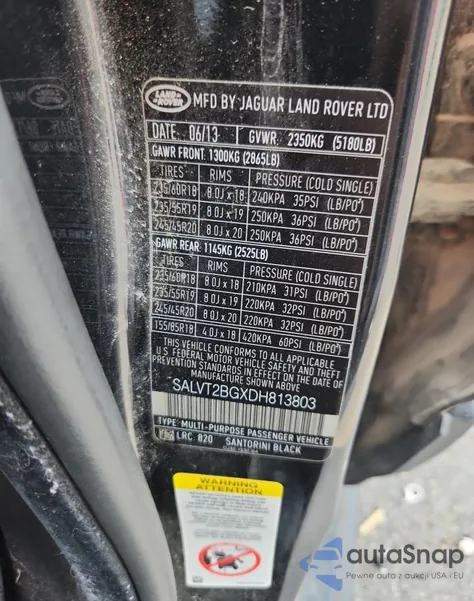 LAND ROVER
MFD BY JAGUAR LAND ROVER LTD
DATE: 06/13 GVWR: 2350KG (5180LB)
GAWR FRONT: 1300KG (2865LB)
TIRES RIMS PRESSURE (COLD SINGLE)
235/60R18 8.0J x 18 240KPA 35PSI (LB/PO²)
235/55R19 8.0J x 19 250KPA 36PSI (LB/PO²)
245/45R20 8.0J x 20 250KPA 36PSI (LB/PO²)
GAWR REAR: 1145KG (2525LB)
TIRES RIMS PRESSURE (COLD SINGLE)
235/60R18 8.0J x 18 210KPA 31PSI (LB/PO²)
235/55R19 8.0J x 19 220KPA 32PSI (LB/PO²)
245/45R20 8.0J x 20 220KPA 32PSI (LB/PO²)
155/85R18 4.0J x 18 420KPA 60PSI (LB/PO²)
THIS VEHICLE CONFORMS TO ALL APPLICABLE
U.S FEDERAL MOTOR VEHICLE SAFETY AND
THEFT PREVENTION STANDARDS IN EFFECT ON
THE DATE OF MANUFACTURE SHOWN ABOVE
SALVT2BGXDH813803
TYPE: MULTI-PURPOSE PASSENGER VEHICLE
LRC 820 SANTORINI BLACK
WARNING
ATTENTION
autoSnap
Pewne auta z aukcji USA i EU